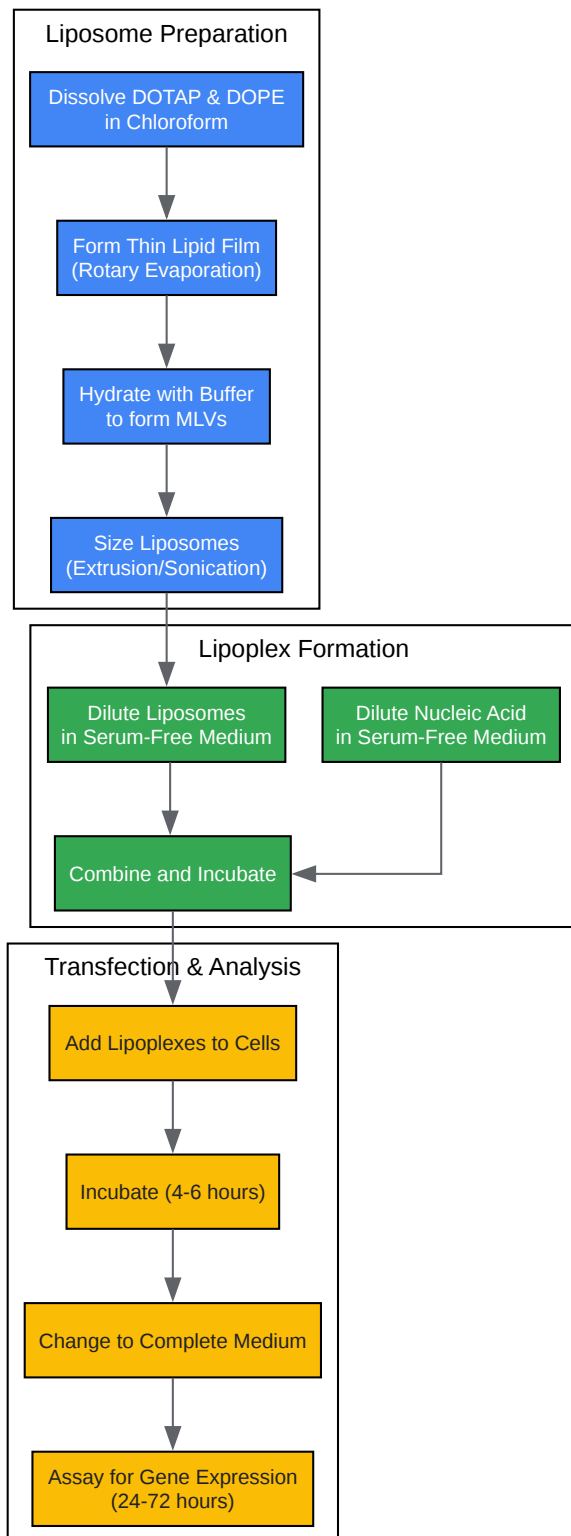 Liposome Preparation
Dissolve DOTAP & DOPE
in Chloroform
Form Thin Lipid Film
(Rotary Evaporation)
Hydrate with Buffer
to form MLVs
Size Liposomes
(Extrusion/Sonication)
Lipoplex Formation
Dilute Liposomes
in Serum-Free Medium
Dilute Nucleic Acid
in Serum-Free Medium
Combine and Incubate
Transfection & Analysis
Add Lipoplexes to Cells
Incubate (4-6 hours)
Change to Complete Medium
Assay for Gene Expression
(24-72 hours)